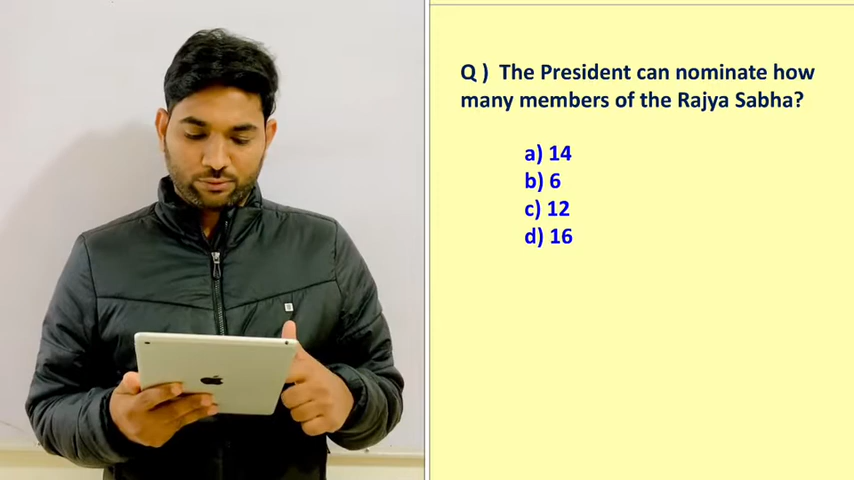 Q ) The President can nominate how
many members of the Rajya Sabha?
a) 14
b) 6
c) 12
d) 16